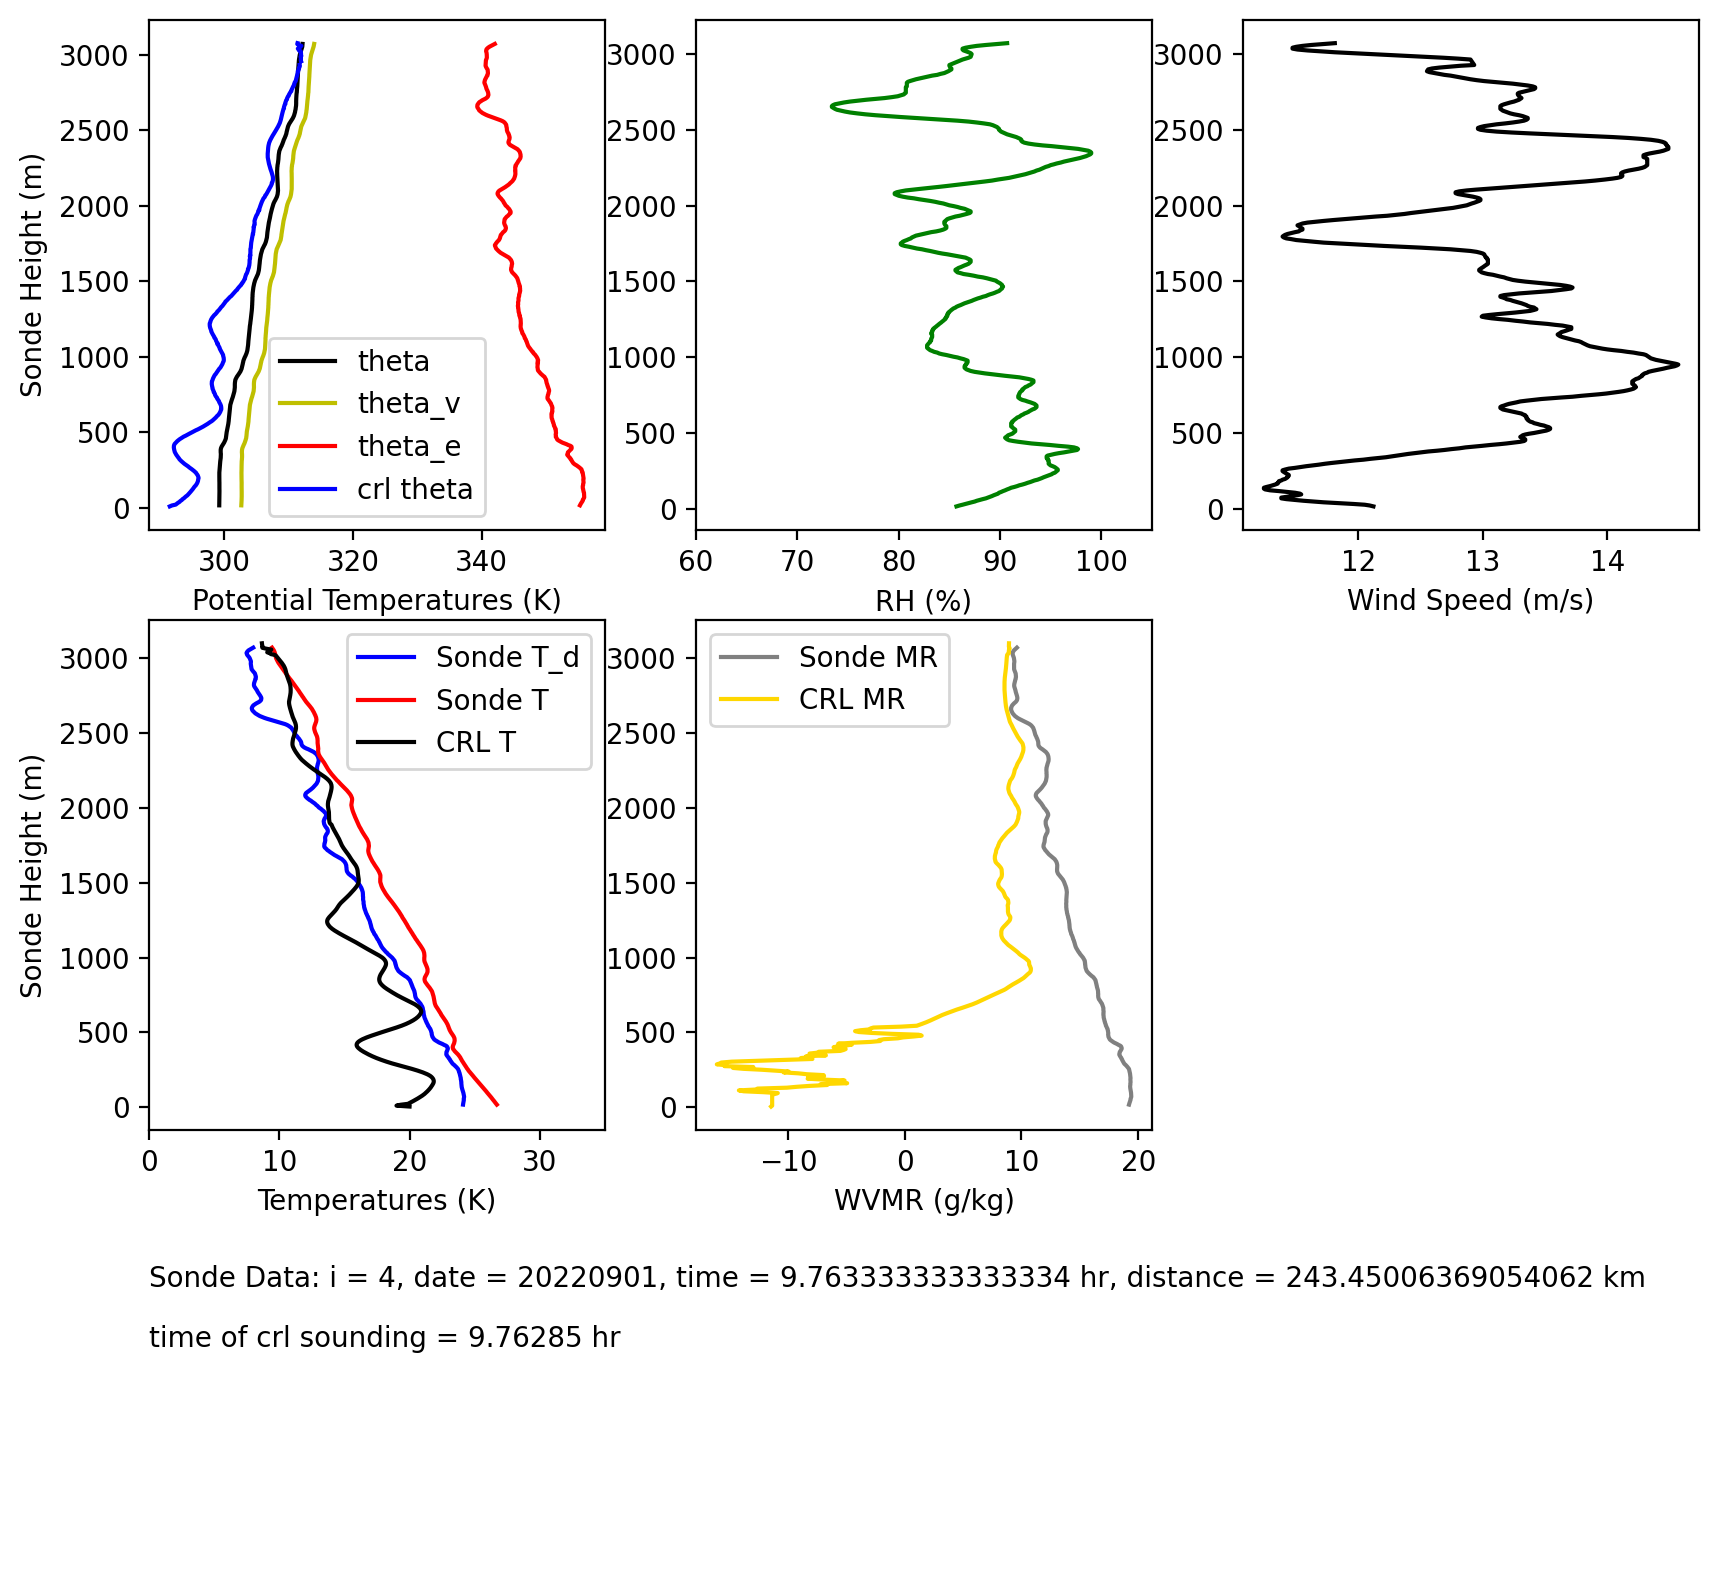 3000
2500
2000
1500
1000
500
0
Sonde Height (m)
theta
theta_v
theta_e
crl theta
300 320 340
Potential Temperatures (K)
3000
2500
2000
1500
1000
500
0
60 70 80 90 100
RH (%)
3000
2500
2000
1500
1000
500
0
12 13 14
Wind Speed (m/s)
3000
2500
2000
1500
1000
500
0
Sonde Height (m)
Sonde T_d
Sonde T
CRL T
0 10 20 30
Temperatures (K)
3000
2500
2000
1500
1000
500
0
Sonde MR
CRL MR
−10 0 10 20
WVMR (g/kg)
Sonde Data: i = 4, date = 20220901, time = 9.763333333333334 hr, distance = 243.45006369054062 km
time of crl sounding = 9.76285 hr